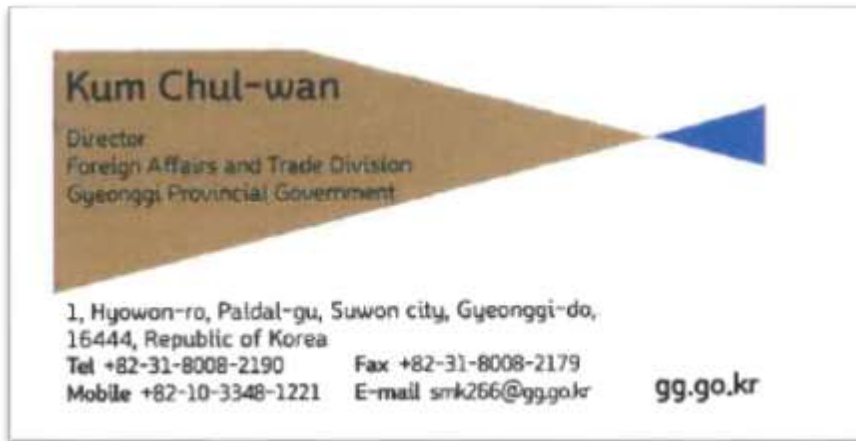 Kum Chul-wan
Director
Foreign Affairs and Trade Division
Gyeonggi Provincial Government
1, Hyowon-ro, Paldal-gu, Suwon city, Gyeonggi-do,
16444, Republic of Korea
Tel +82-31-8008-2190 Fax +82-31-8008-2179
Mobile +82-10-3348-1221 E-mail smk266@gg.go.kr
gg.go.kr